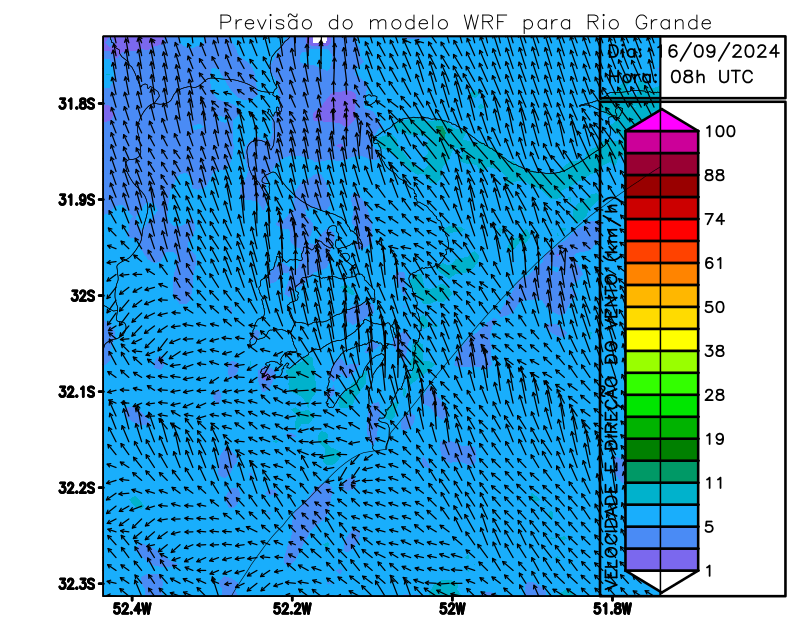 Previsão do modelo WRF para Rio Grande
Dia: 16/09/2024
Hora: 08h UTC
31.8S
31.9S
32S
32.1S
32.2S
32.3S
52.4W
52.2W
52W
51.8W
VELOCIDADE E DIREÇÃO DO VENTO (km/h)
100
88
74
61
50
38
28
19
11
5
1